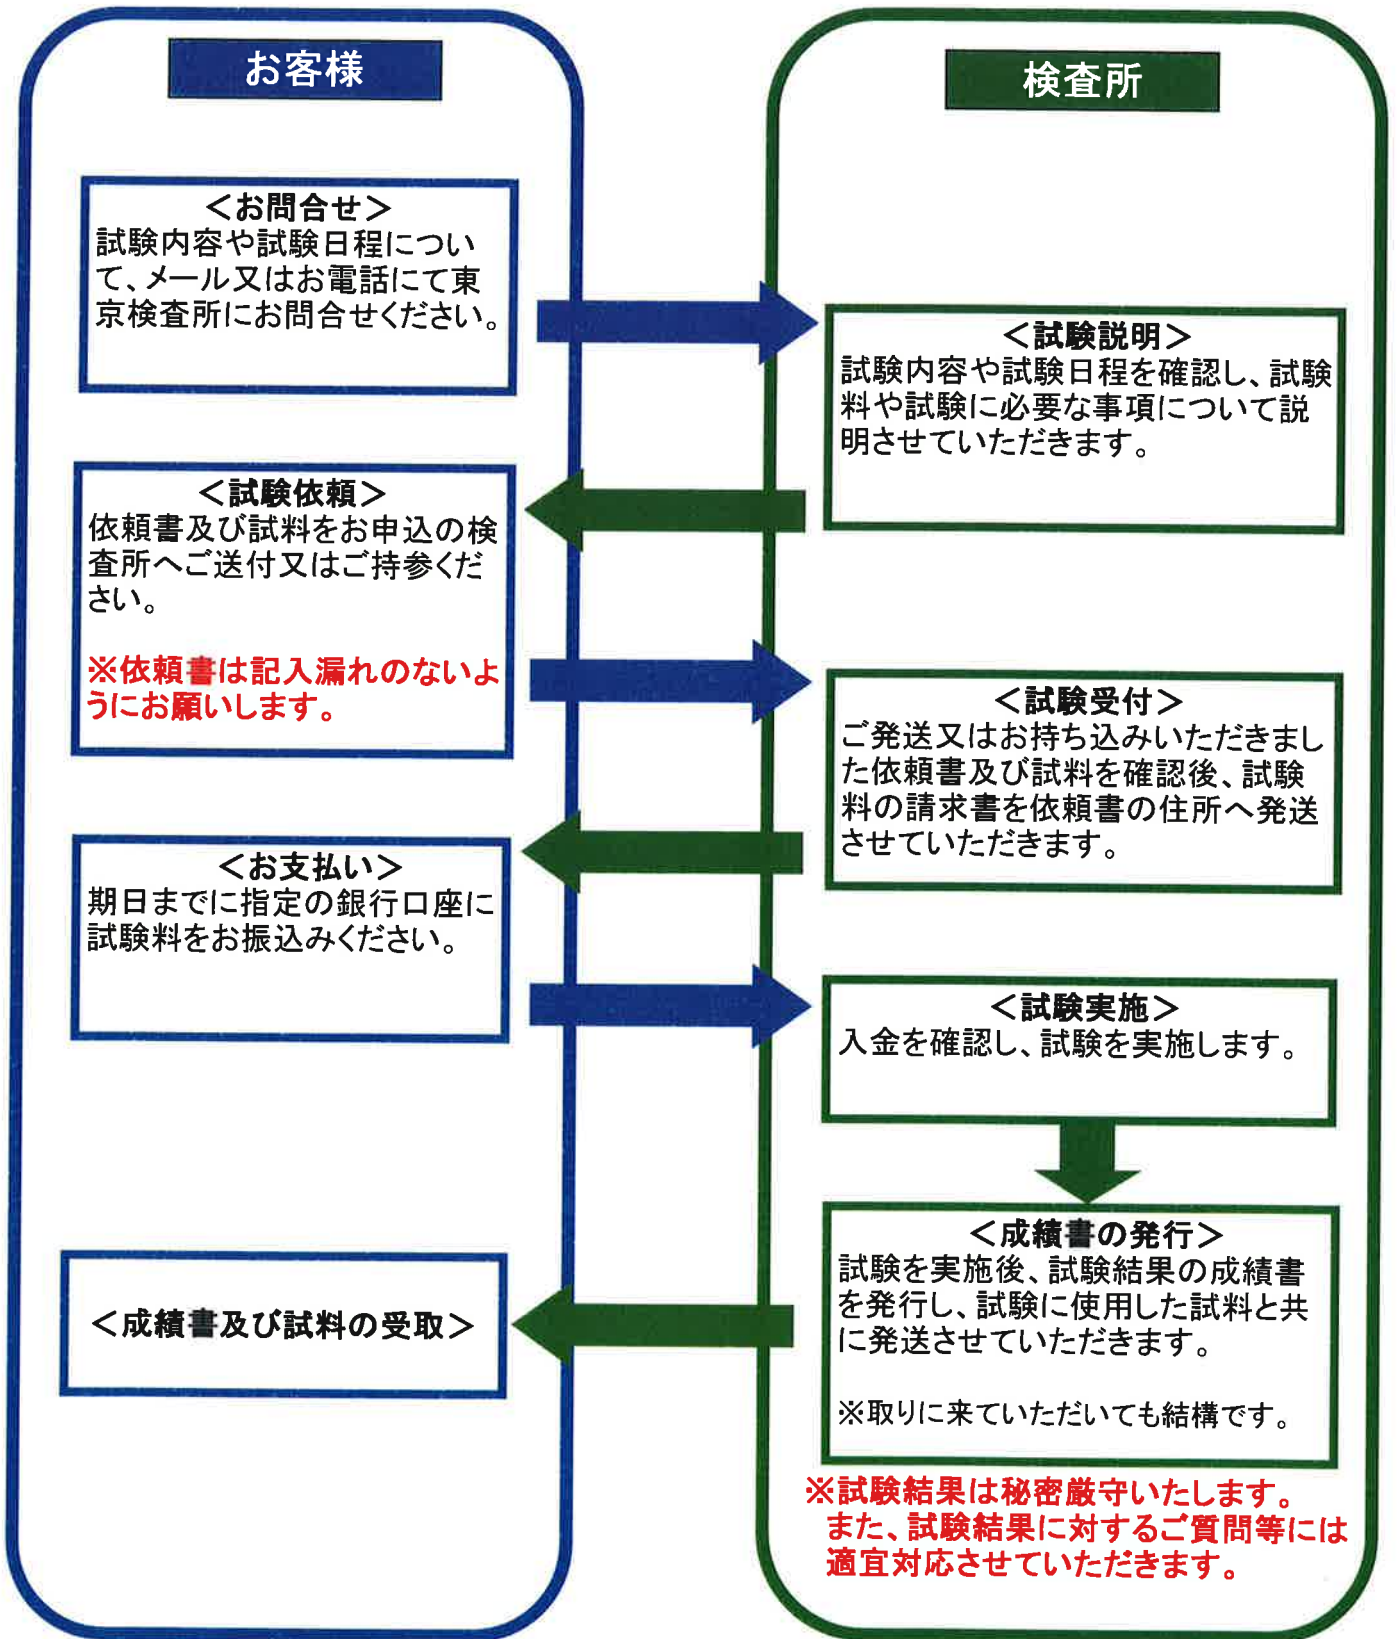 お客様
検査所
＜お問合せ＞
試験内容や試験日程につい
て、メール又はお電話にて東
京検査所にお問合せください。
＜試験説明＞
試験内容や試験日程を確認し、試験
料や試験に必要な事項について説
明させていただきます。
＜試験依頼＞
依頼書及び試料をお申込の検
査所へご送付又はご持参くだ
さい。
※依頼書は記入漏れのないよ
うにお願いします。
＜試験受付＞
ご発送又はお持ち込みいただきまし
た依頼書及び試料を確認後、試験
料の請求書を依頼書の住所へ発送
させていただきます。
＜お支払い＞
期日までに指定の銀行口座に
試験料をお振込みください。
＜試験実施＞
入金を確認し、試験を実施します。
＜成績書の発行＞
試験を実施後、試験結果の成績書
を発行し、試験に使用した試料と共
に発送させていただきます。
※取りに来ていただいても結構です。
＜成績書及び試料の受取＞
※試験結果は秘密厳守いたします。
また、試験結果に対するご質問等には
適宜対応させていただきます。